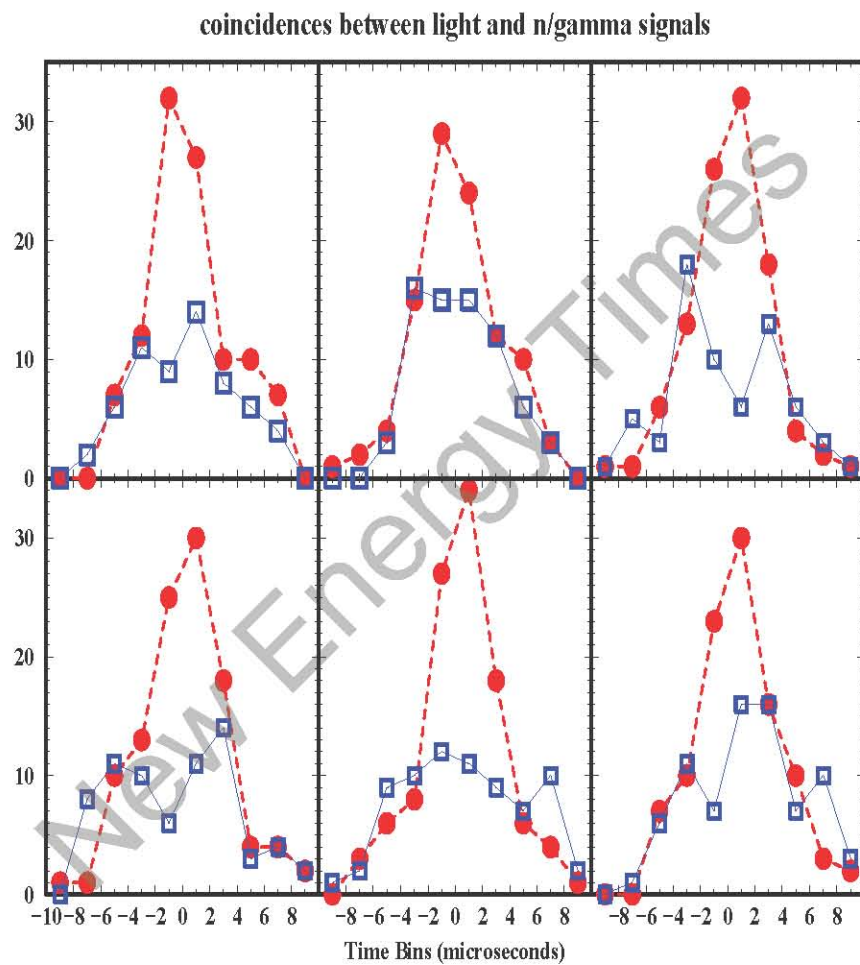 coincidences between light and n/gamma signals
30
20
10
0
30
20
10
0
−10 −8 −6 −4 −2 0 2 4 6 8
−8 −6 −4 −2 0 2 4 6 8
−8 −6 −4 −2 0 2 4 6 8
Time Bins (microseconds)
New Energy Times